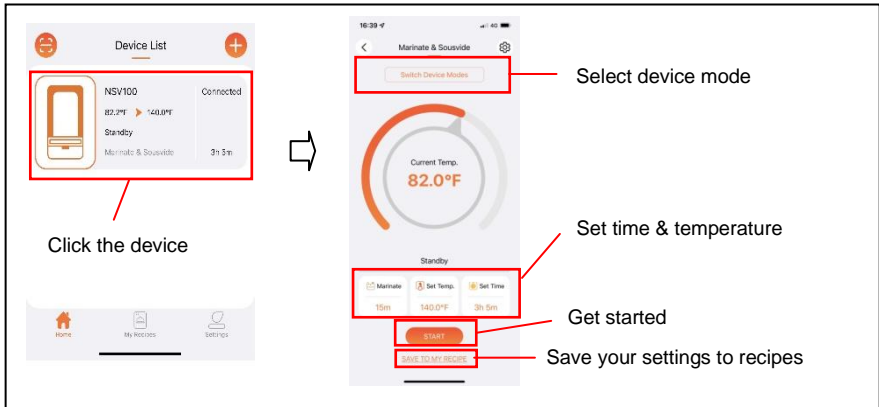 Device List
NSV100 Connected
82.2°F 140.0°F
Standby
Marinate & Sousvide 3h 5m
Home My Recipes Settings
Click the device
16:39 4G
Marinate & Sousvide
Switch Device Modes
Current Temp.
82.0°F
Standby
Marinate Set Temp. Set Time
15m 140.0°F 3h 5m
START
SAVE TO MY RECIPE
Select device mode
Set time & temperature
Get started
Save your settings to recipes